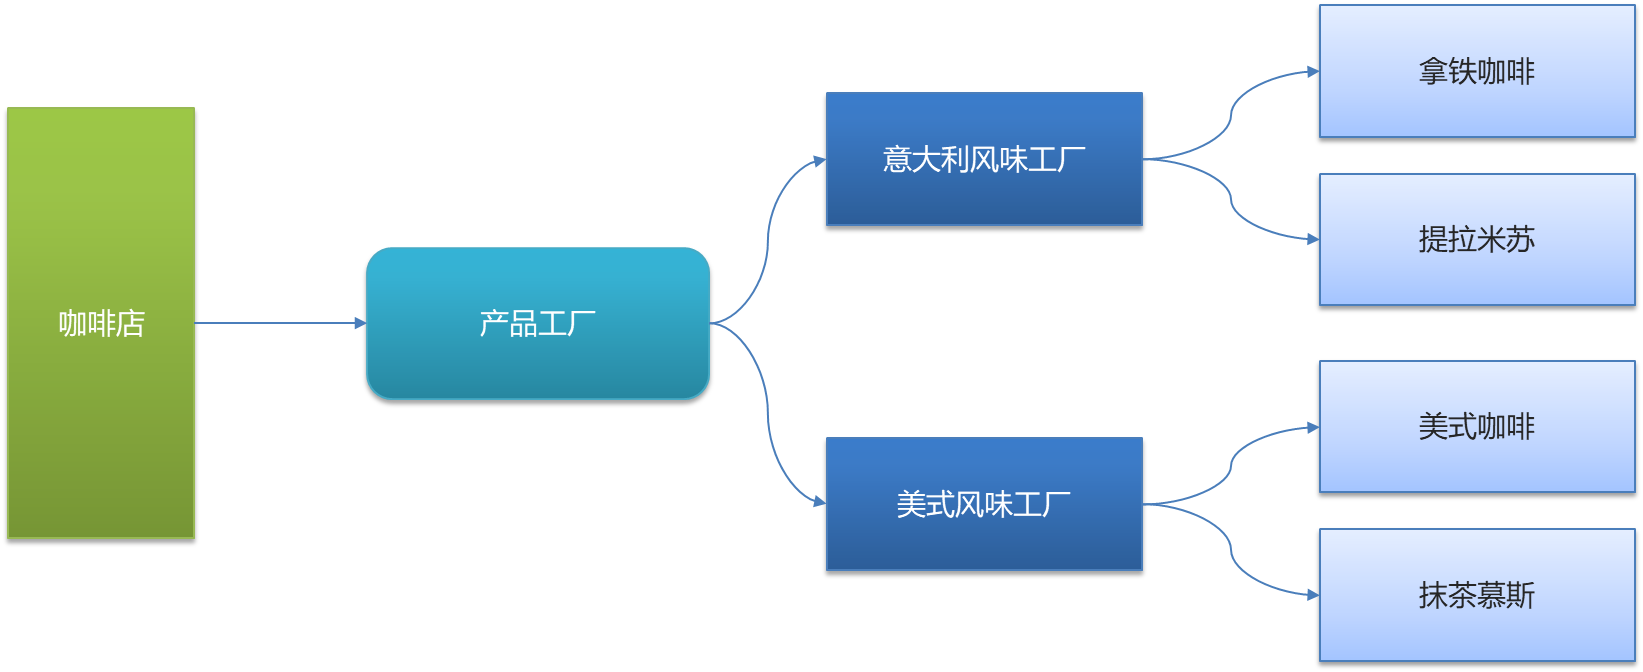 咖啡店
产品工厂
意大利风味工厂
美式风味工厂
拿铁咖啡
提拉米苏
美式咖啡
抹茶慕斯